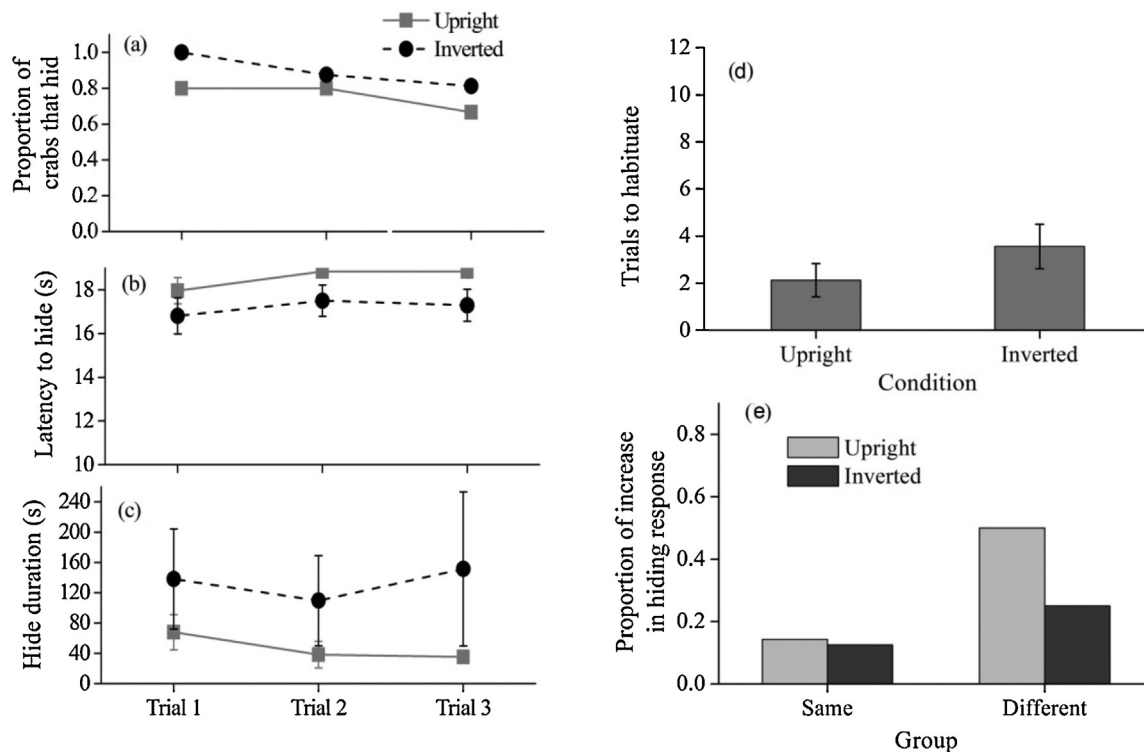 (a)
Upright
Inverted
Proportion of
crabs that hid
1.0
0.8
0.6
0.4
0.2
0.0
(b)
Latency to hide (s)
18
16
14
12
10
(c)
Hide duration (s)
240
200
160
120
80
40
0
Trial 1 Trial 2 Trial 3
(d)
Trials to habituate
12
10
8
6
4
2
0
Upright Inverted
Condition
(e)
Upright
Inverted
Proportion of increase
in hiding response
0.8
0.6
0.4
0.2
0.0
Same Different
Group